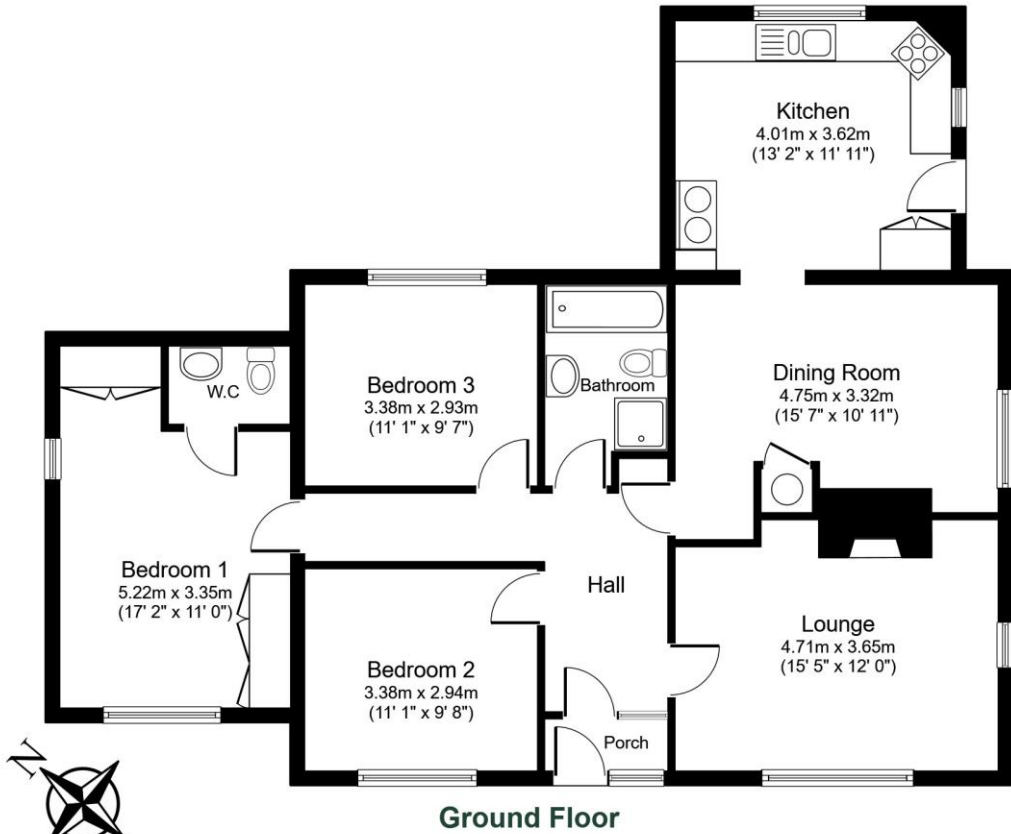 Kitchen
4.01m x 3.62m
(13' 2" x 11' 11")
Bedroom 3
3.38m x 2.93m
(11' 1" x 9' 7")
W.C
Bathroom
Dining Room
4.75m x 3.32m
(15' 7" x 10' 11")
Bedroom 1
5.22m x 3.35m
(17' 2" x 11' 0")
Hall
Bedroom 2
3.38m x 2.94m
(11' 1" x 9' 8")
Lounge
4.71m x 3.65m
(15' 5" x 12' 0")
Porch
N
Ground Floor